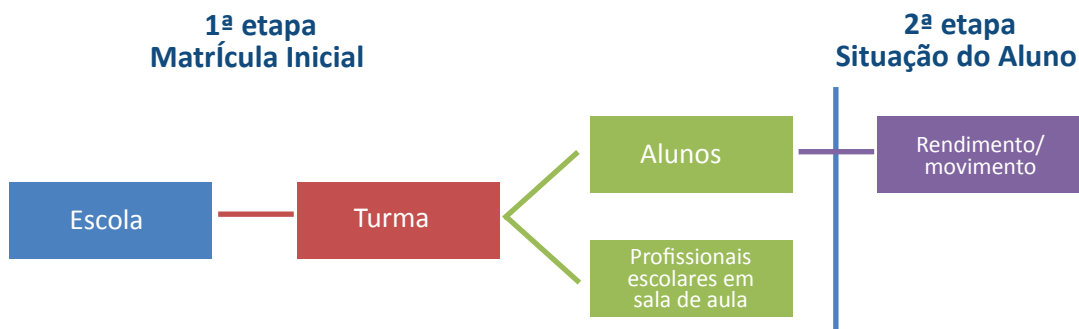 1ª etapa
Matrícula Inicial
2ª etapa
Situação do Aluno
Escola
Turma
Alunos
Profissionais
escolares em
sala de aula
Rendimento/
movimento